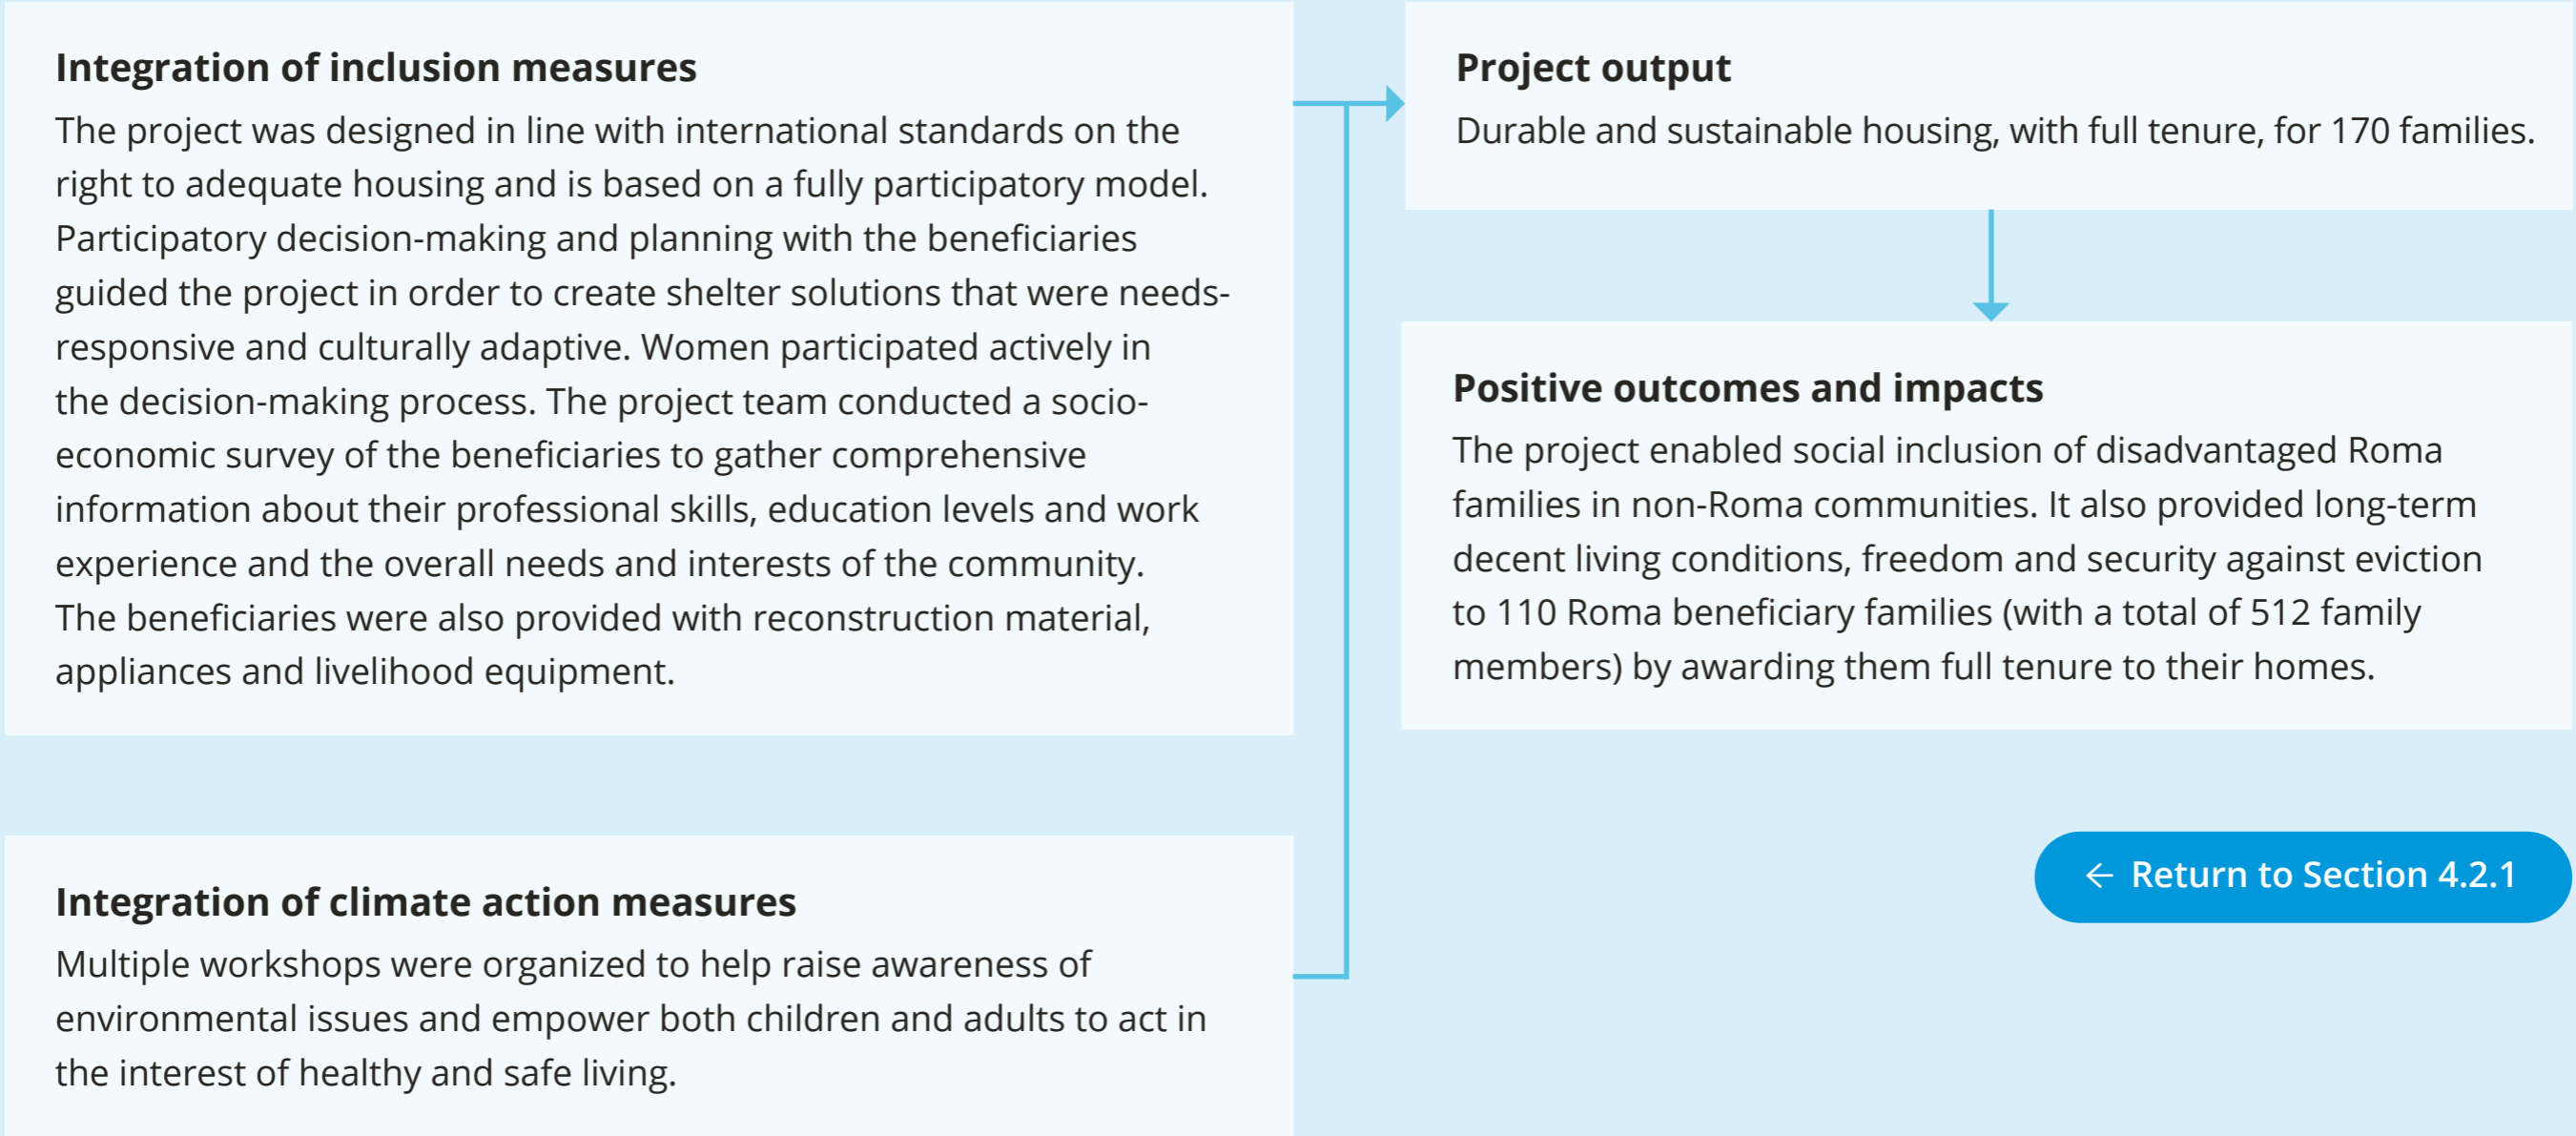 Integration of inclusion measures
The project was designed in line with international standards on the
right to adequate housing and is based on a fully participatory model.
Participatory decision-making and planning with the beneficiaries
guided the project in order to create shelter solutions that were needs-
responsive and culturally adaptive. Women participated actively in
the decision-making process. The project team conducted a socio-
economic survey of the beneficiaries to gather comprehensive
information about their professional skills, education levels and work
experience and the overall needs and interests of the community.
The beneficiaries were also provided with reconstruction material,
appliances and livelihood equipment.
Integration of climate action measures
Multiple workshops were organized to help raise awareness of
environmental issues and empower both children and adults to act in
the interest of healthy and safe living.
Project output
Durable and sustainable housing, with full tenure, for 170 families.
Positive outcomes and impacts
The project enabled social inclusion of disadvantaged Roma
families in non-Roma communities. It also provided long-term
decent living conditions, freedom and security against eviction
to 110 Roma beneficiary families (with a total of 512 family
members) by awarding them full tenure to their homes.
← Return to Section 4.2.1